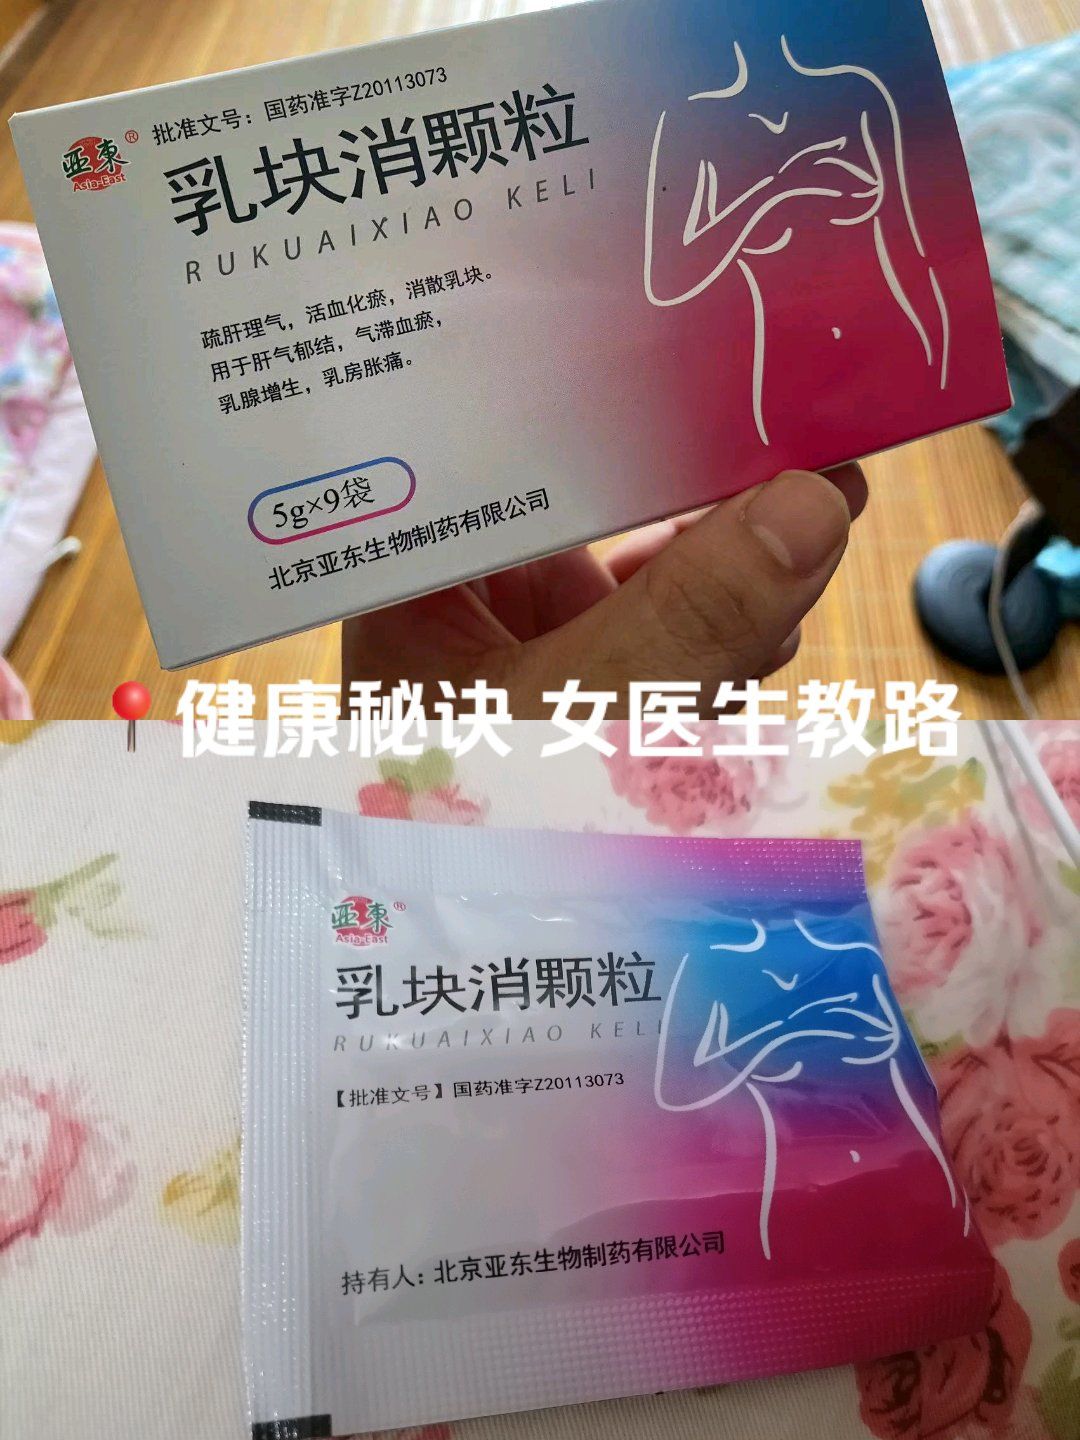 批准文号：国药准字Z20113073
亚東®
Asia-East
乳块消颗粒
RUKUAIXIAO KELI
疏肝理气，活血化瘀，消散乳块。
用于肝气郁结，气滞血瘀，
乳腺增生，乳房胀痛。
5g×9袋
北京亚东生物制药有限公司
健康秘诀 女医生教路
亚東®
Asia-East
乳块消颗粒
RUKUAIXIAO KELI
【批准文号】国药准字Z20113073
持有人：北京亚东生物制药有限公司